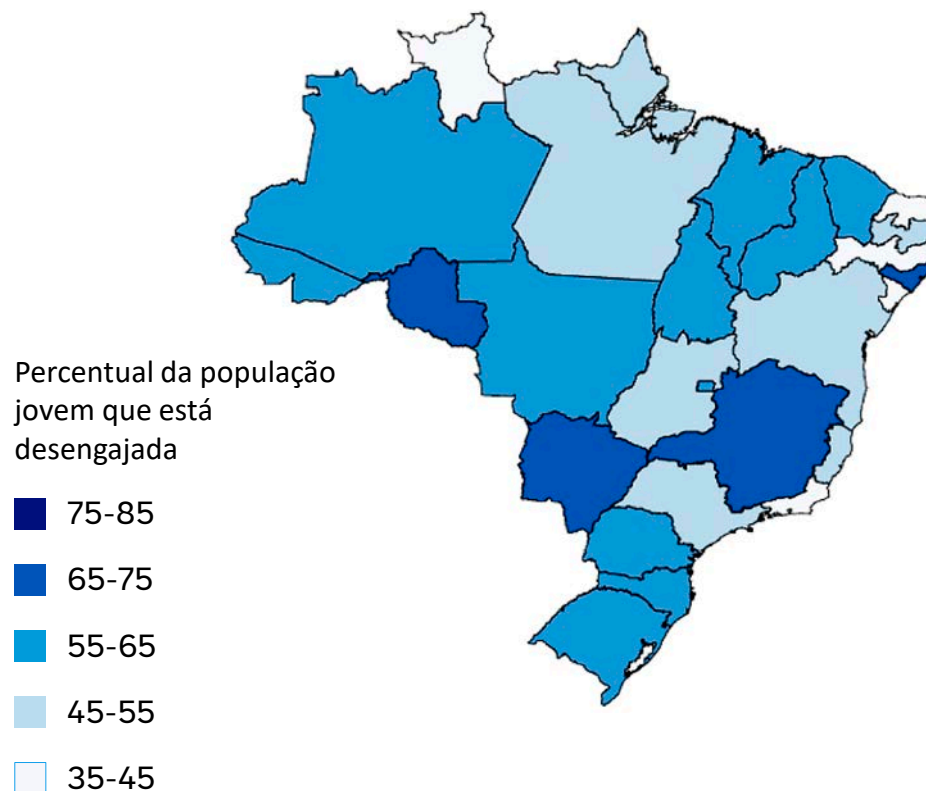 Percentual da população
jovem que está
desengajada
75-85
65-75
55-65
45-55
35-45